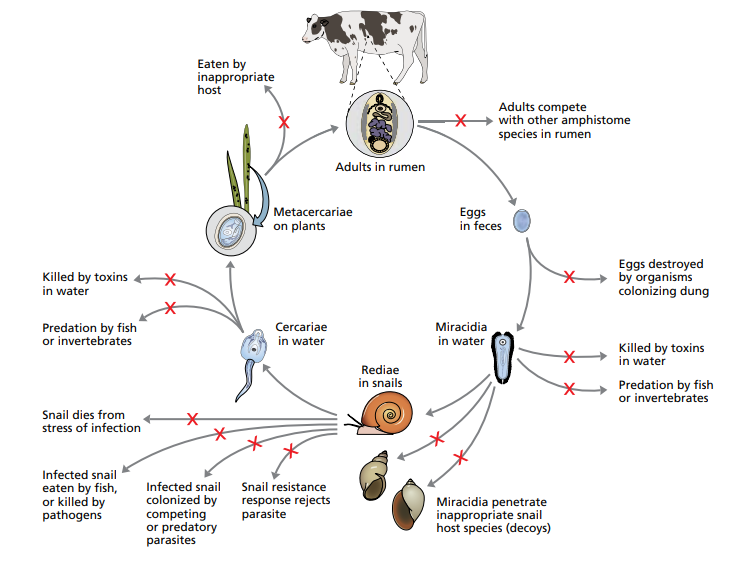 Eaten by
inappropriate
host
Adults compete
with other amphistome
species in rumen
Adults in rumen
Metacercariae
on plants
Eggs
in feces
Eggs destroyed
by organisms
colonizing dung
Killed by toxins
in water
Predation by fish
or invertebrates
Cercariae
in water
Miracidia
in water
Killed by toxins
in water
Predation by fish
or invertebrates
Rediae
in snails
Snail dies from
stress of infection
Infected snail
eaten by fish,
or killed by
pathogens
Infected snail
colonized by
competing
or predatory
parasites
Snail resistance
response rejects
parasite
Miracidia penetrate
inappropriate snail
host species (decoys)